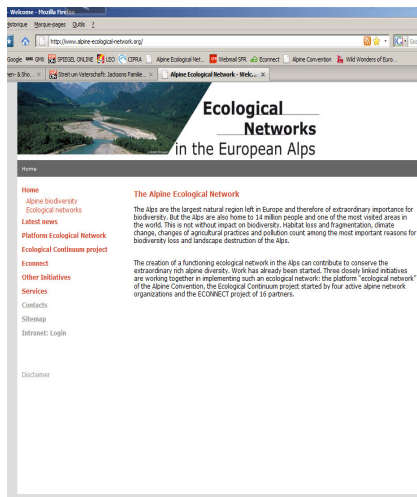 - Welcome - Mozilla Firefox
Historique Marque-pages Outils ?
http://www.alpine-ecological-network.org/
Google GMX SPIEGEL ONLINE LEO CIPRA Alpine Ecological Net... Webmail SFR Econnect Alpine Convention Wild Wonders of Euro...
Streit um Vaterschaft: Jacksons Familie... Alpine Ecological Network - Welc...
Ecological
Networks
in the European Alps
Home
Home
Alpine biodiversity
Ecological networks
Latest news
Platform Ecological Network
Ecological Continuum project
Econnect
Other Initiatives
Services
Contacts
Sitemap
Intranet: Login
Disclaimer
The Alpine Ecological Network
The Alps are the largest natural region left in Europe and therefore of extraordinary importance for
biodiversity. But the Alps are also home to 14 million people and one of the most visited areas in
the world. This is not without impact on biodiversity. Habitat loss and fragmentation, climate
change, changes of agricultural practices and pollution count among the most important reasons for
biodiversity loss and landscape destruction of the Alps.
The creation of a functioning ecological network in the Alps can contribute to conserve the
extraordinary rich alpine diversity. Work has already been started. Three closely linked initiatives
are working together in implementing such an ecological network: the platform "ecological network"
of the Alpine Convention, the Ecological Continuum project started by four active alpine network
organizations and the ECONNECT project of 16 partners.